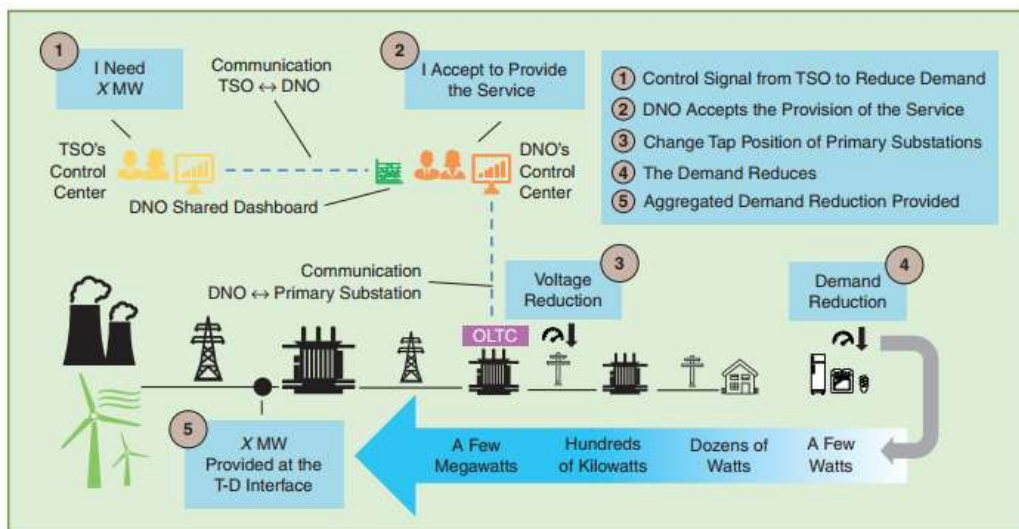 1
I Need
X MW
Communication
TSO ↔ DNO
2
I Accept to Provide
the Service
1 Control Signal from TSO to Reduce Demand
2 DNO Accepts the Provision of the Service
3 Change Tap Position of Primary Substations
4 The Demand Reduces
5 Aggregated Demand Reduction Provided
TSO's
Control
Center
DNO's
Control
Center
DNO Shared Dashboard
Communication
DNO ↔ Primary Substation
Voltage
Reduction
3
Demand
Reduction
4
OLTC
5
X MW
Provided at the
T-D Interface
A Few
Megawatts
Hundreds
of Kilowatts
Dozens of
Watts
A Few
Watts